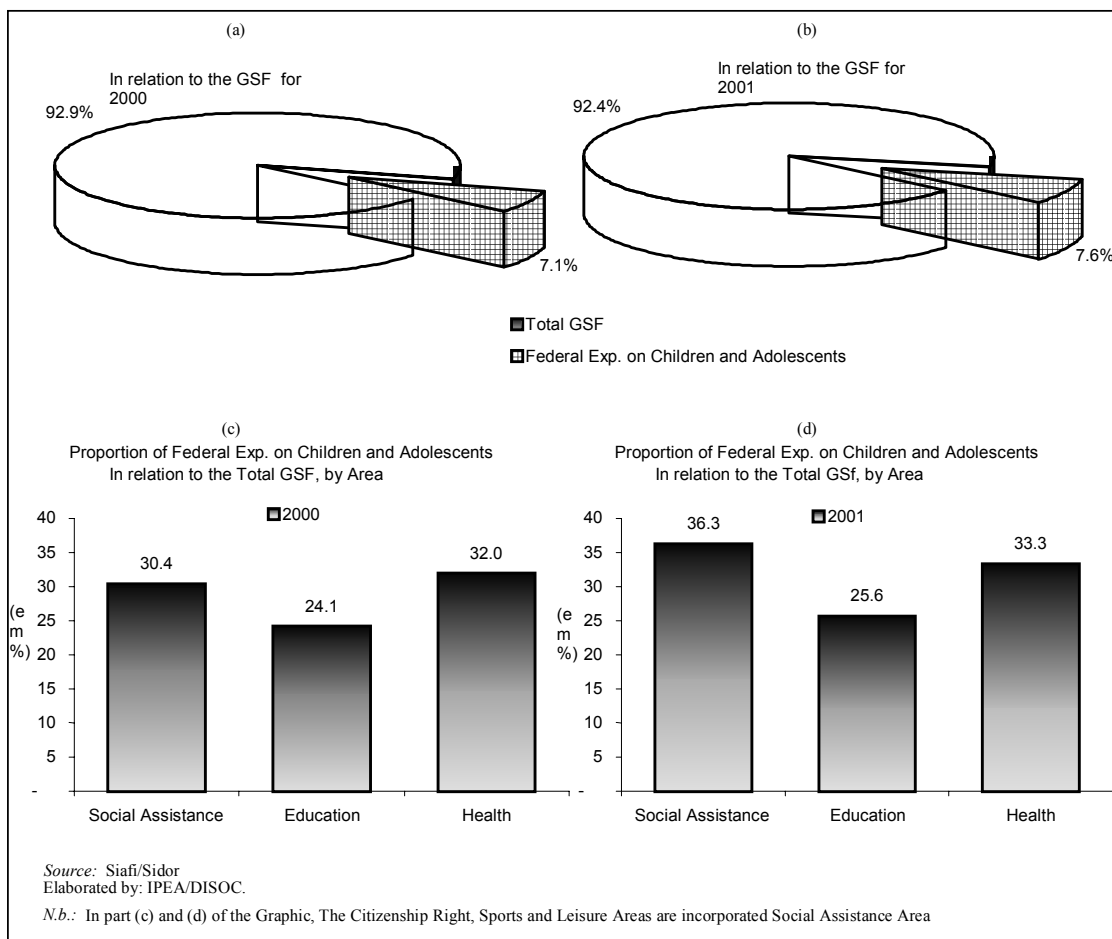 (a)
In relation to the GSF for
2000
92.9%
7.1%
(b)
In relation to the GSF for
2001
92.4%
7.6%
Total GSF
Federal Exp. on Children and Adolescents
(c)
Proportion of Federal Exp. on Children and Adolescents
In relation to the Total GSF, by Area
2000
40
35
30
25
20
15
10
5
-
(e
m
%)
30.4
24.1
32.0
Social Assistance
Education
Health
(d)
Proportion of Federal Exp. on Children and Adolescents
In relation to the Total GSf, by Area
2001
40
35
30
25
20
15
10
5
-
(e
m
%)
36.3
25.6
33.3
Social Assistance
Education
Health
Source: Siafi/Sidor
Elaborated by: IPEA/DISOC.
N.b.: In part (c) and (d) of the Graphic, The Citizenship Right, Sports and Leisure Areas are incorporated Social Assistance Area